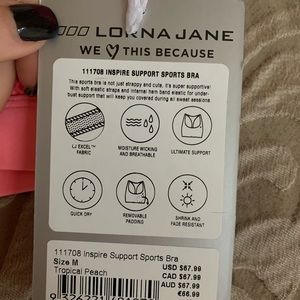 LORNA JANE
WE THIS BECAUSE
111708 INSPIRE SUPPORT SPORTS BRA
This sports bra is not just strappy and cute, it's super supportive!
With soft elastic straps and internal hem band elastic for under-
bust support that will keep you covered during all sweat sessions
LJ EXCEL™
FABRIC
MOISTURE WICKING
AND BREATHABLE
ULTIMATE SUPPORT
QUICK DRY
REMOVABLE
PADDING
SHRINK AND
FADE RESISTANT
111708 Inspire Support Sports Bra
Size M
Tropical Peach
USD $67.99
CAD $67.99
AUD $67.99
€66.99